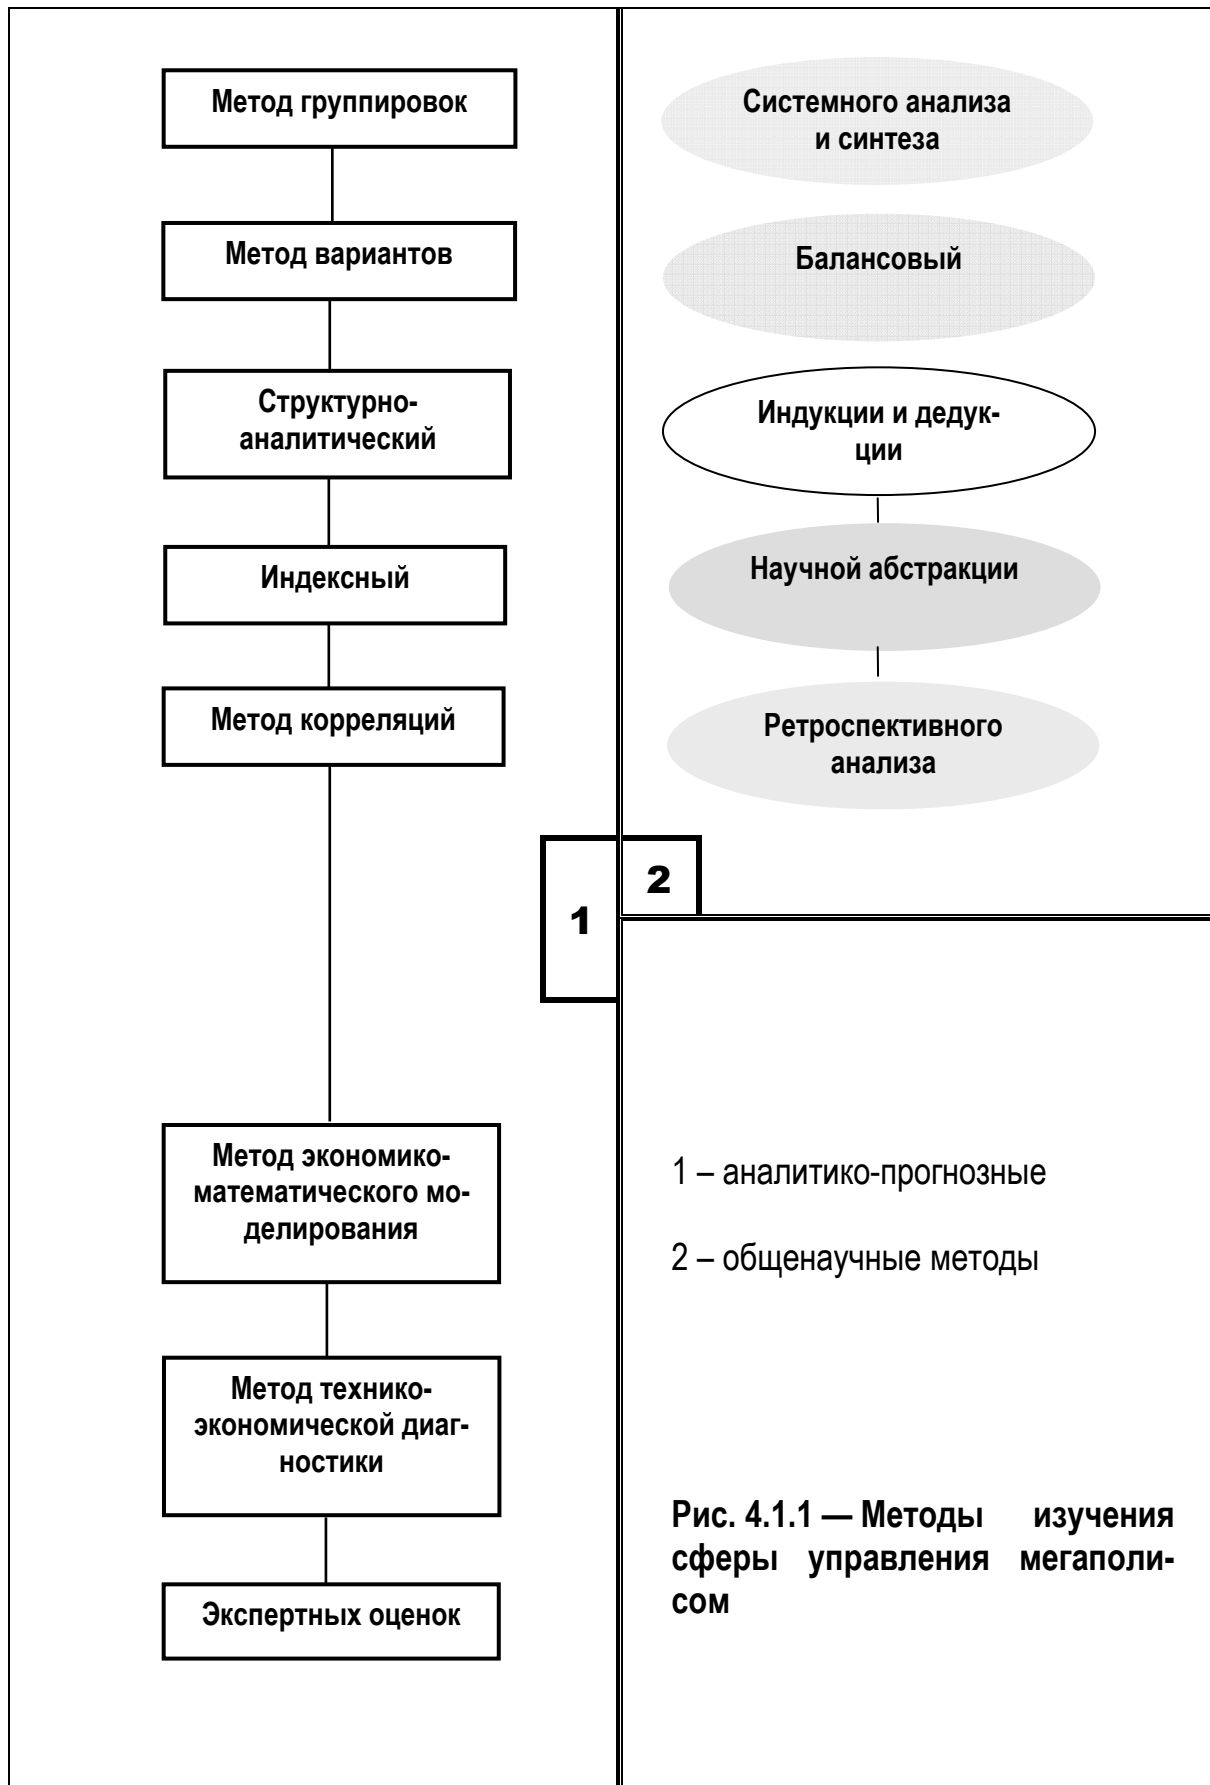 Метод группировок
Метод вариантов
Структурно-
аналитический
Индексный
Метод корреляций
Метод экономико-
математического мо-
делирования
Метод технико-
экономической диаг-
ностики
Экспертных оценок
1
Системного анализа
и синтеза
Балансовый
Индукции и дедук-
ции
Научной абстракции
Ретроспективного
анализа
2
1 – аналитико-прогнозные
2 – общенаучные методы
Рис. 4.1.1 — Методы изучения
сферы управления мегаполи-
сом